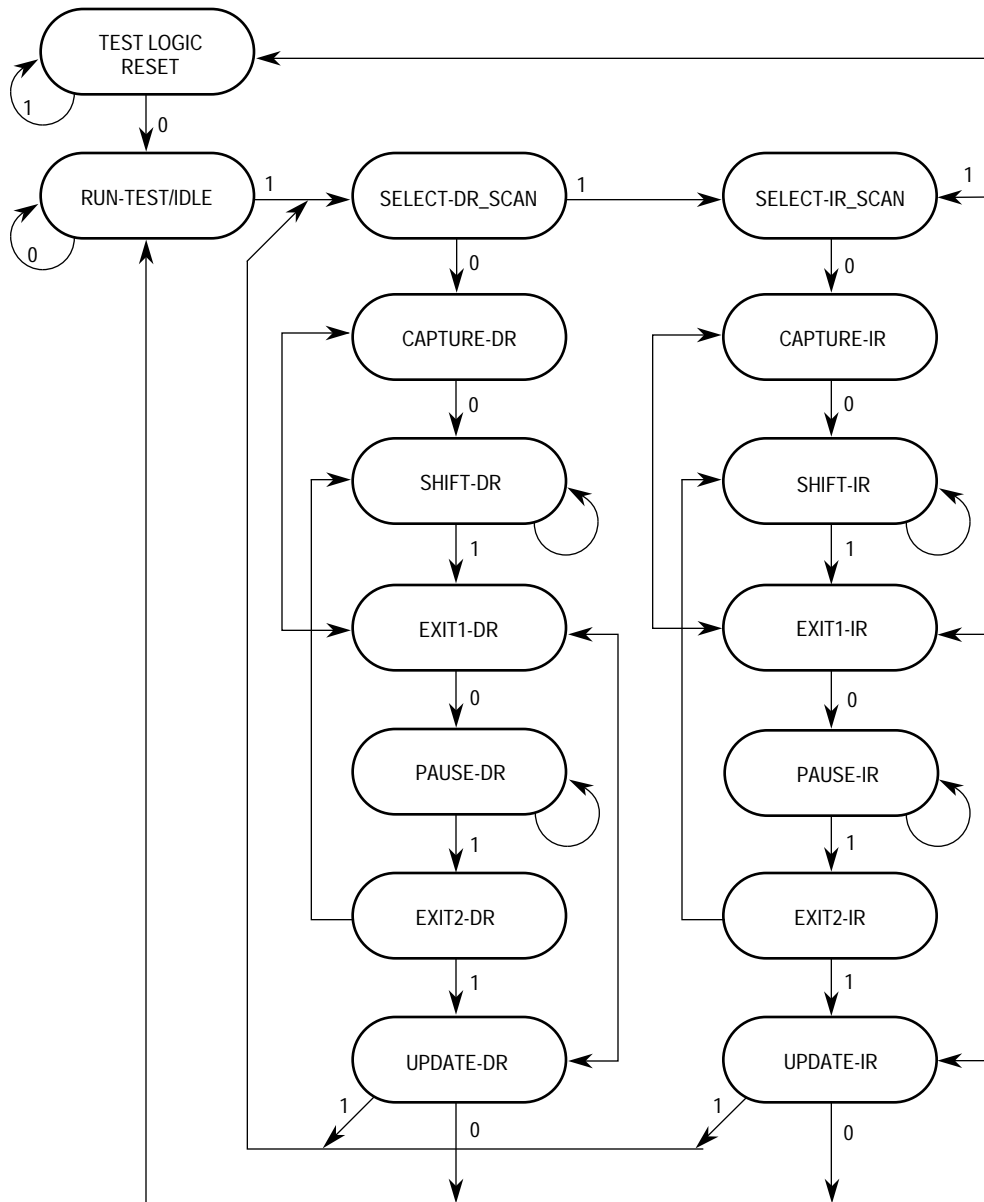 TEST LOGIC
RESET
1
0
RUN-TEST/IDLE
1
SELECT-DR_SCAN
1
SELECT-IR_SCAN
1
0
0
0
CAPTURE-DR
CAPTURE-IR
0
0
SHIFT-DR
SHIFT-IR
1
1
EXIT1-DR
EXIT1-IR
0
0
PAUSE-DR
PAUSE-IR
1
1
EXIT2-DR
EXIT2-IR
1
1
UPDATE-DR
UPDATE-IR
1
0
1
0